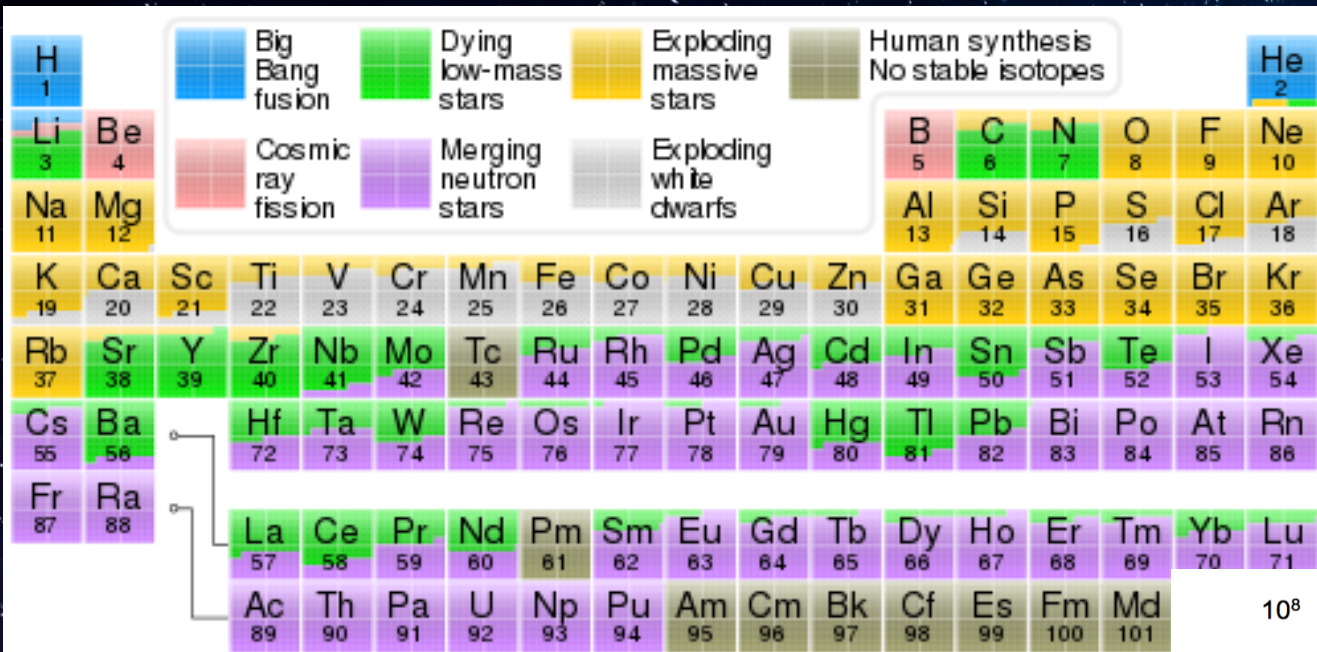 H
1
Big
Bang
fusion
Dying
low-mass
stars
Exploding
massive
stars
Human synthesis
No stable isotopes
He
2
Cosmic
ray
fission
Merging
neutron
stars
Exploding
white
dwarfs
Li Be B C N O F Ne
3 4 5 6 7 8 9 10
Na Mg Al Si P S Cl Ar
11 12 13 14 15 16 17 18
K Ca Sc Ti V Cr Mn Fe Co Ni Cu Zn Ga Ge As Se Br Kr
19 20 21 22 23 24 25 26 27 28 29 30 31 32 33 34 35 36
Rb Sr Y Zr Nb Mo Tc Ru Rh Pd Ag Cd In Sn Sb Te I Xe
37 38 39 40 41 42 43 44 45 46 47 48 49 50 51 52 53 54
Cs Ba Hf Ta W Re Os Ir Pt Au Hg Tl Pb Bi Po At Rn
55 56 72 73 74 75 76 77 78 79 80 81 82 83 84 85 86
Fr Ra
87 88
La Ce Pr Nd Pm Sm Eu Gd Tb Dy Ho Er Tm Yb Lu
57 58 59 60 61 62 63 64 65 66 67 68 69 70 71
Ac Th Pa U Np Pu Am Cm Bk Cf Es Fm Md
89 90 91 92 93 94 95 96 97 98 99 100 101
10⁸